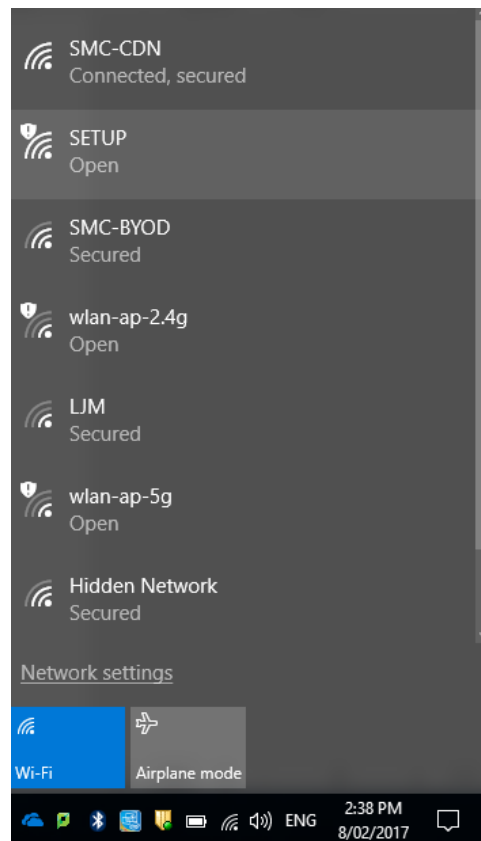 SMC-CDN
Connected, secured
SETUP
Open
SMC-BYOD
Secured
wlan-ap-2.4g
Open
LJM
Secured
wlan-ap-5g
Open
Hidden Network
Secured
Network settings
Wi-Fi Airplane mode
ENG 2:38 PM
8/02/2017